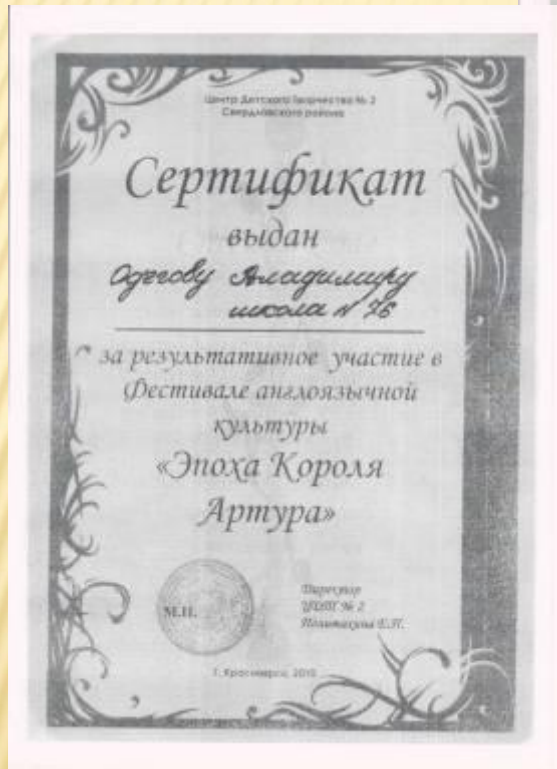 Центр Детского Творчества № 2
Свердловского района
Сертификат
выдан
Владимиру
школа № 76
за результативное участие в
Фестивале англоязычной
культуры
«Эпоха Короля
Артура»
М.П.
Директор
ЦДТ № 2
Е.П.
г. Красноярск, 2010